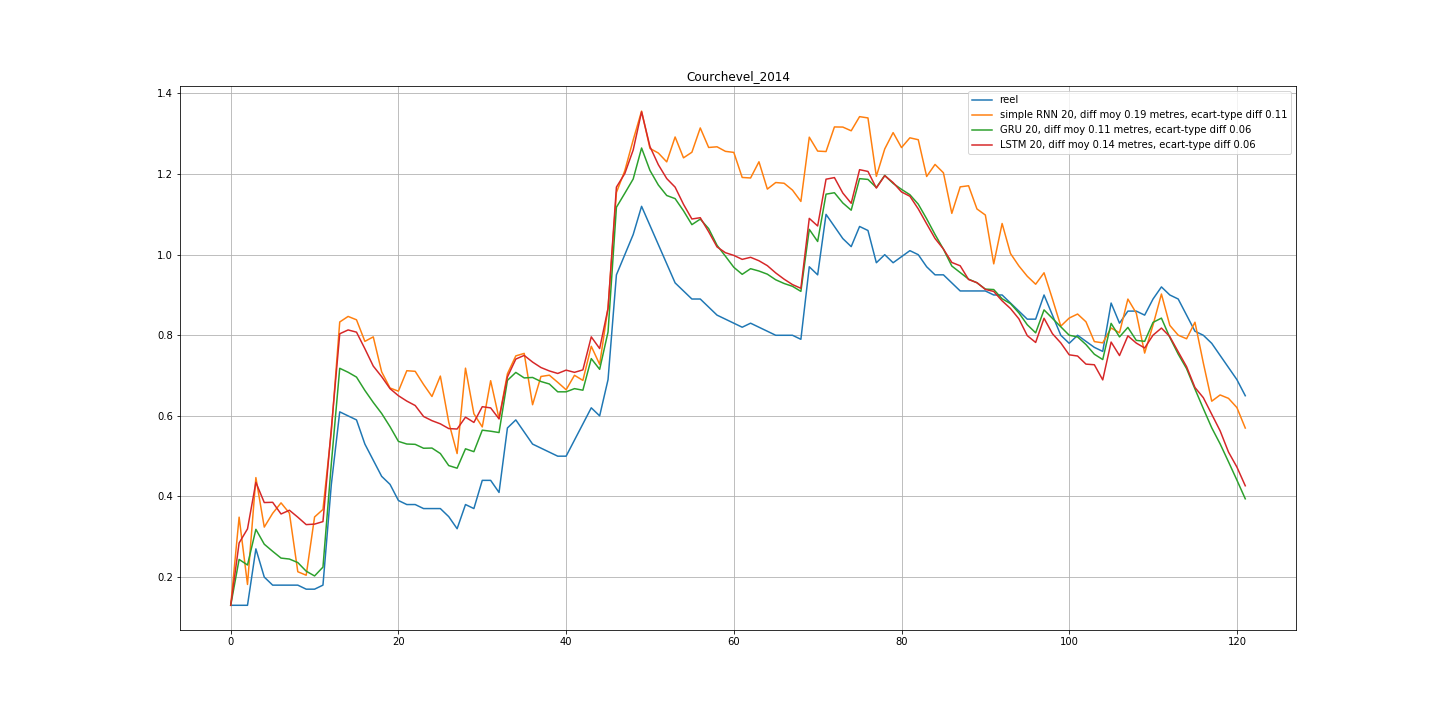 Courchevel_2014
reel
simple RNN 20, diff moy 0.19 metres, ecart-type diff 0.11
GRU 20, diff moy 0.11 metres, ecart-type diff 0.06
LSTM 20, diff moy 0.14 metres, ecart-type diff 0.06
1.4
1.2
1.0
0.8
0.6
0.4
0.2
0 20 40 60 80 100 120